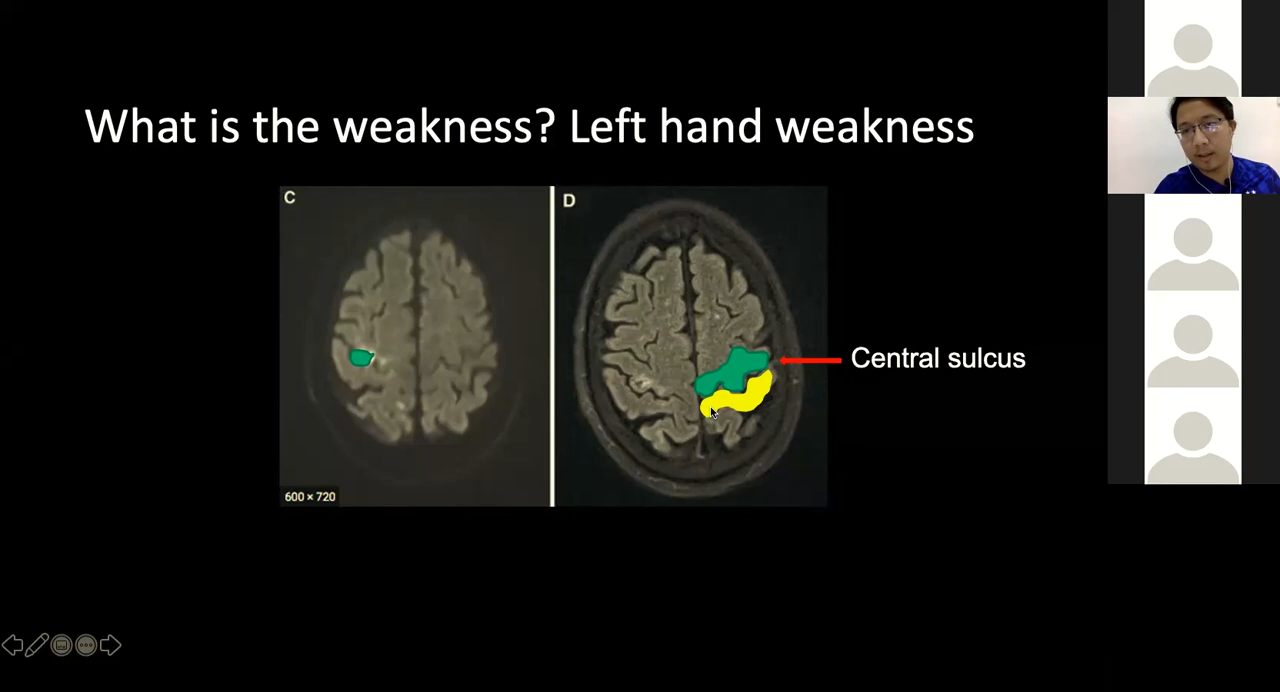 What is the weakness? Left hand weakness
C
D
Central sulcus
600 × 720